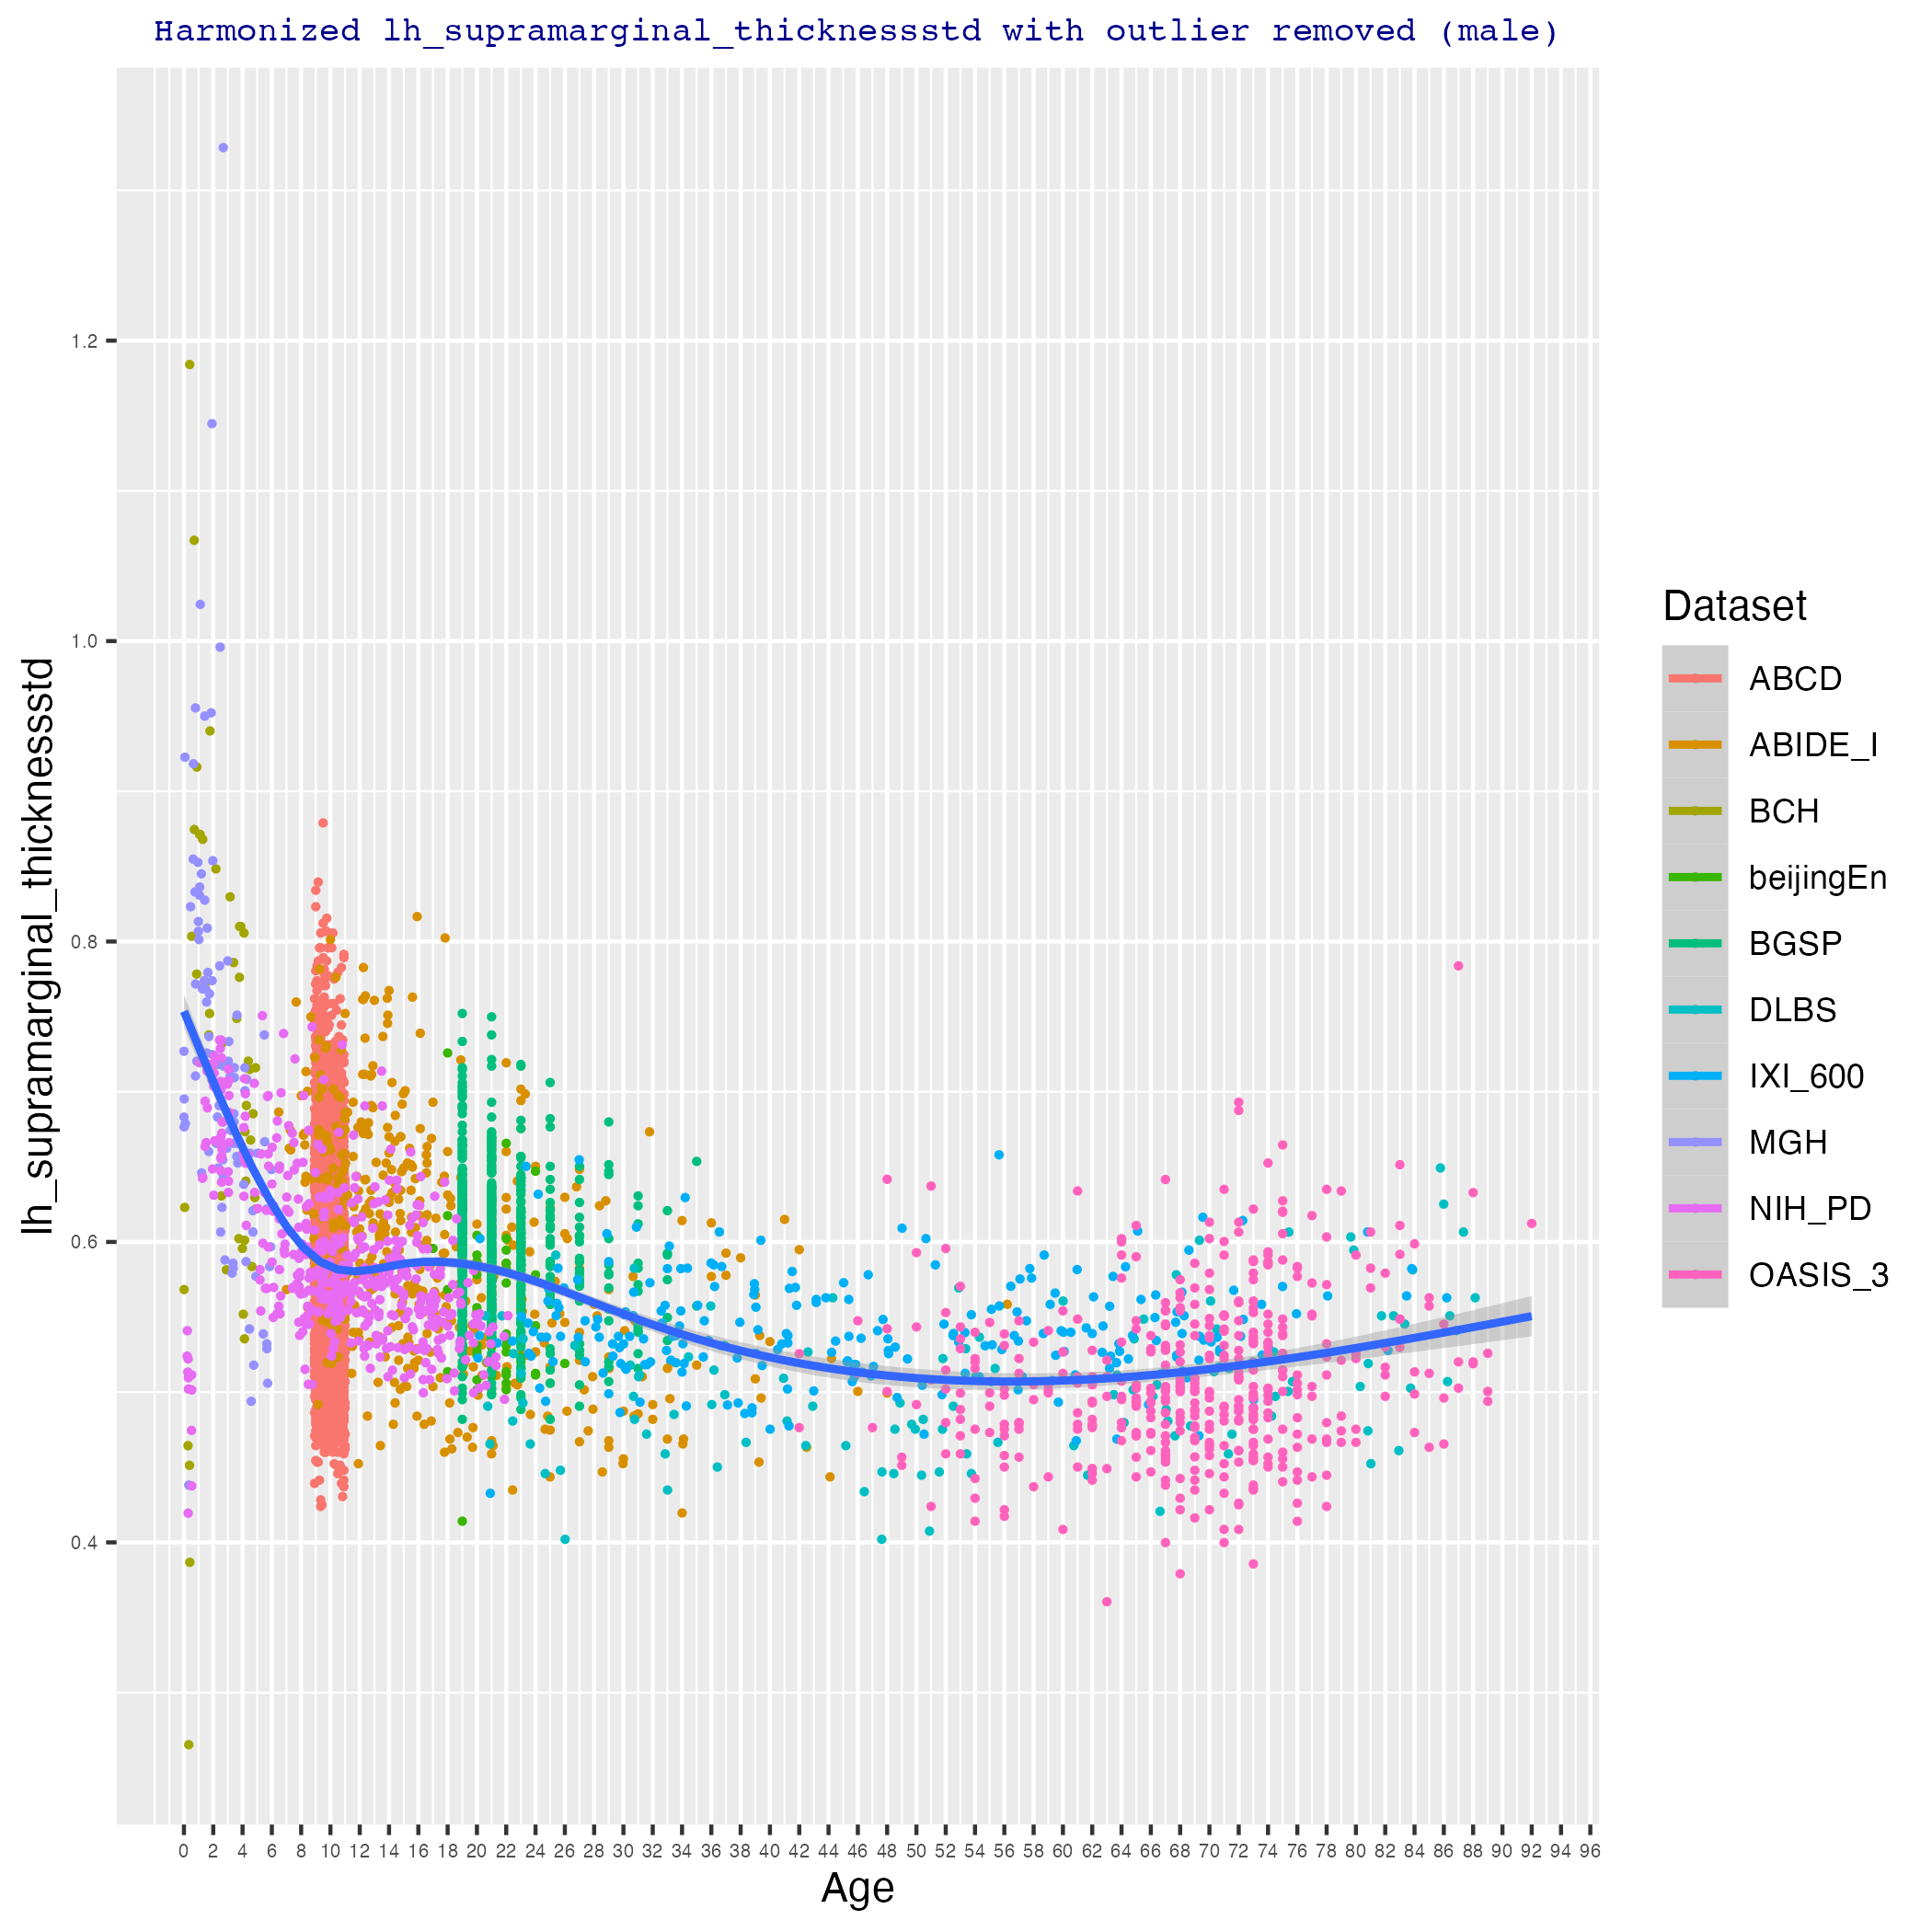 Harmonized lh_supramarginal_thicknessstd with outlier removed (male)
lh_supramarginal_thicknessstd
1.2
1.0
0.8
0.6
0.4
0 2 4 6 8 10 12 14 16 18 20 22 24 26 28 30 32 34 36 38 40 42 44 46 48 50 52 54 56 58 60 62 64 66 68 70 72 74 76 78 80 82 84 86 88 90 92 94 96
Age
Dataset
ABCD
ABIDE_I
BCH
beijingEn
BGSP
DLBS
IXI_600
MGH
NIH_PD
OASIS_3